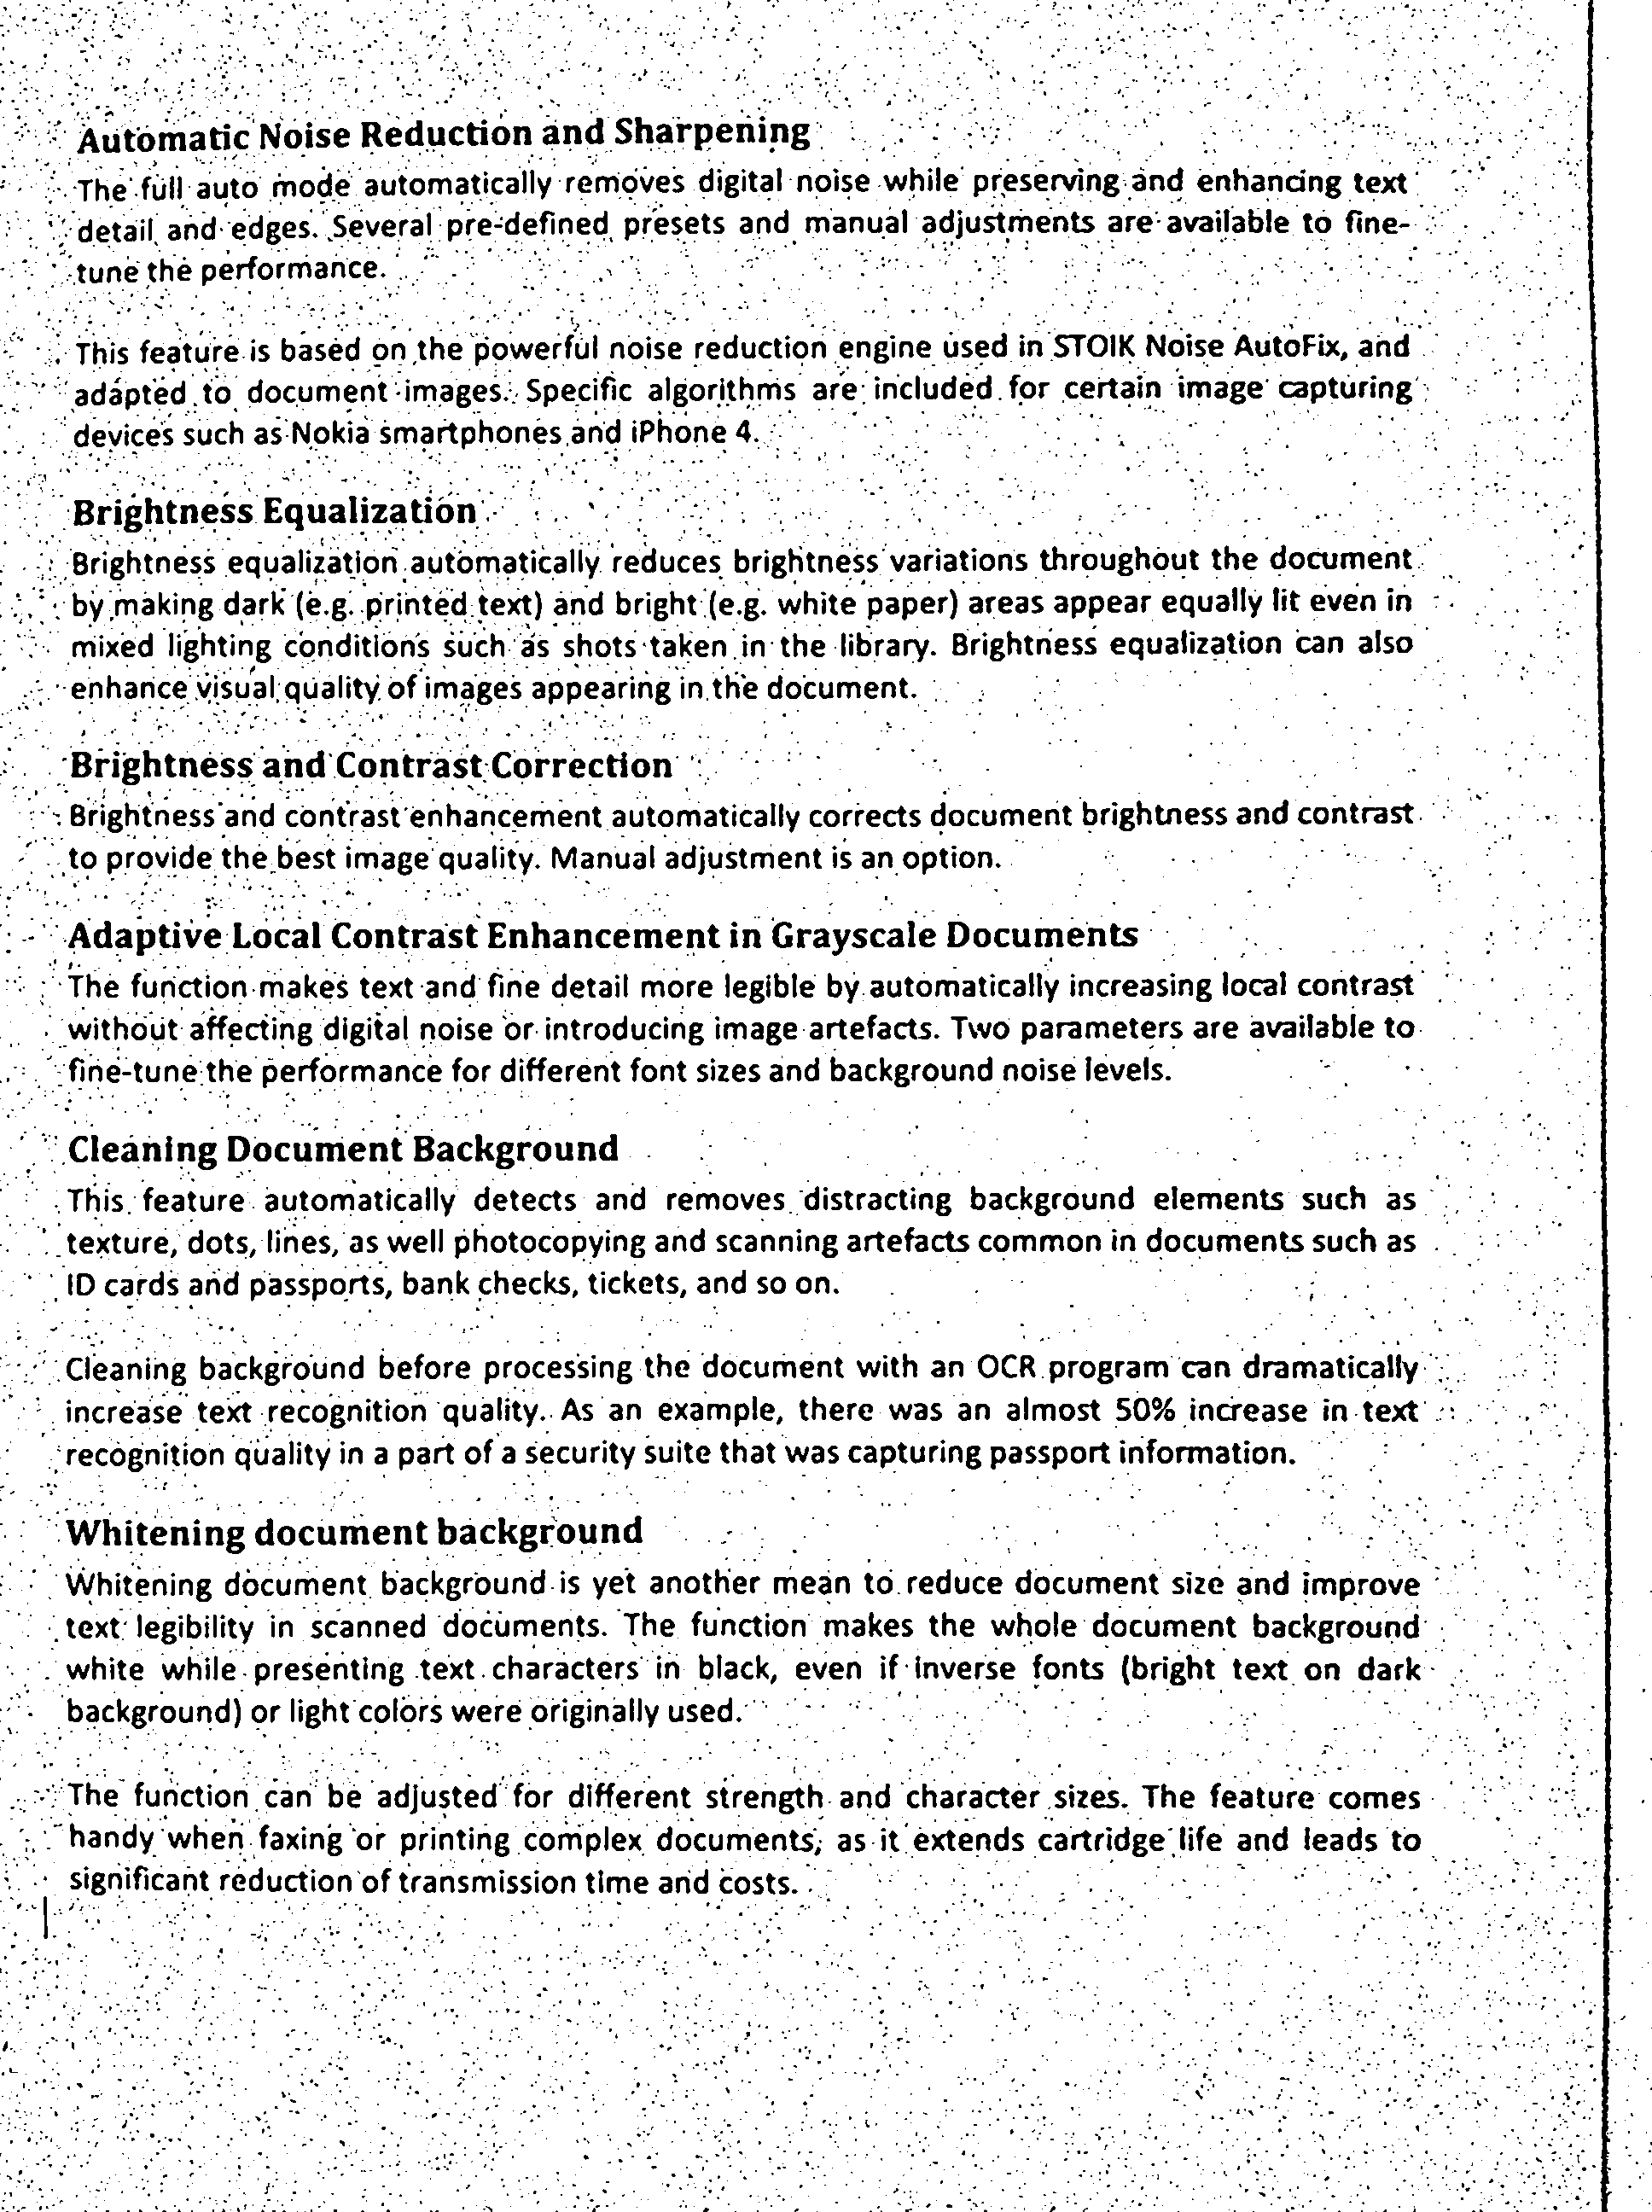 Automatic Noise Reduction and Sharpening
The full auto mode automatically removes digital noise while preserving and enhancing text
detail and edges. Several pre-defined presets and manual adjustments are available to fine-
tune the performance.
This feature is based on the powerful noise reduction engine used in STOIK Noise AutoFix, and
adapted to document images. Specific algorithms are included for certain image capturing
devices such as Nokia smartphones and iPhone 4.
Brightness Equalization
Brightness equalization automatically reduces brightness variations throughout the document
by making dark (e.g. printed text) and bright (e.g. white paper) areas appear equally lit even in
mixed lighting conditions such as shots taken in the library. Brightness equalization can also
enhance visual quality of images appearing in the document.
Brightness and Contrast Correction
Brightness and contrast enhancement automatically corrects document brightness and contrast
to provide the best image quality. Manual adjustment is an option.
Adaptive Local Contrast Enhancement in Grayscale Documents
The function makes text and fine detail more legible by automatically increasing local contrast
without affecting digital noise or introducing image artefacts. Two parameters are available to
fine-tune the performance for different font sizes and background noise levels.
Cleaning Document Background
This feature automatically detects and removes distracting background elements such as
texture, dots, lines, as well photocopying and scanning artefacts common in documents such as
ID cards and passports, bank checks, tickets, and so on.
Cleaning background before processing the document with an OCR program can dramatically
increase text recognition quality. As an example, there was an almost 50% increase in text
recognition quality in a part of a security suite that was capturing passport information.
Whitening document background
Whitening document background is yet another mean to reduce document size and improve
text legibility in scanned documents. The function makes the whole document background
white while presenting text characters in black, even if inverse fonts (bright text on dark
background) or light colors were originally used.
The function can be adjusted for different strength and character sizes. The feature comes
handy when faxing or printing complex documents, as it extends cartridge life and leads to
significant reduction of transmission time and costs.